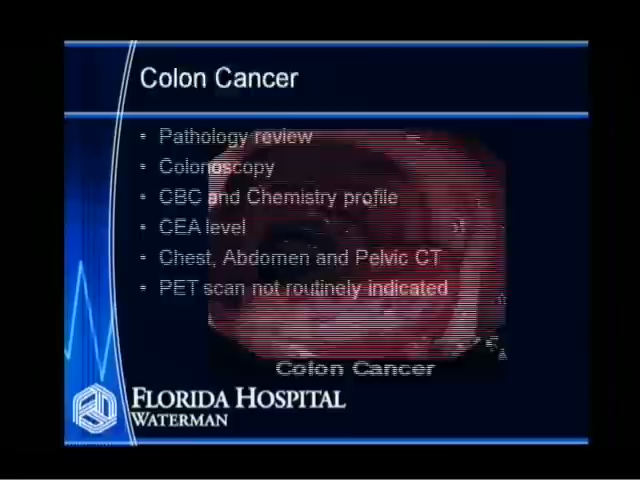 Colon Cancer
• Pathology review
• Colonoscopy
• CBC and Chemistry profile
• CEA level
• Chest, Abdomen and Pelvic CT
• PET scan not routinely indicated
Colon Cancer
FLORIDA HOSPITAL
WATERMAN